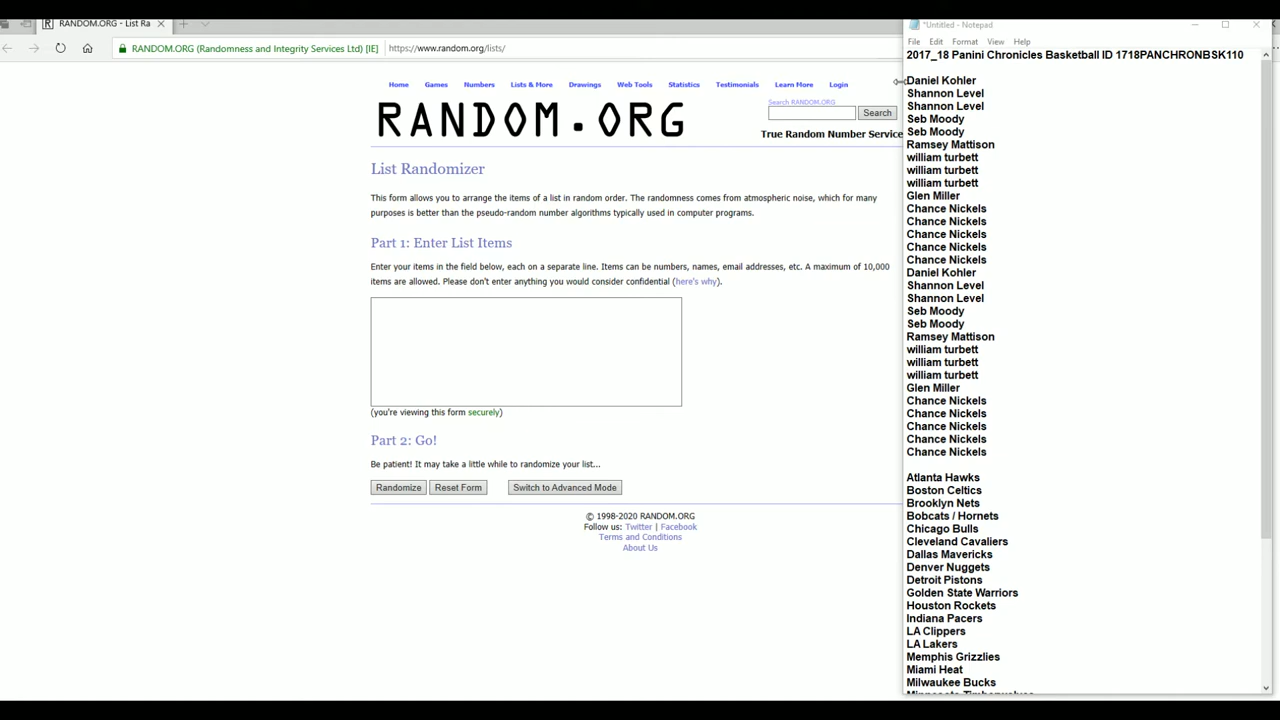 RANDOM.ORG - List Ra
*Untitled - Notepad
RANDOM.ORG (Randomness and Integrity Services Ltd) [IE]
https://www.random.org/lists/
File Edit Format View Help
2017_18 Panini Chronicles Basketball ID 1718PANCHRONBSK110
Home Games Numbers Lists & More Drawings Web Tools Statistics Testimonials Learn More Login
Search RANDOM.ORG
RANDOM.ORG
Search
True Random Number Service
List Randomizer
This form allows you to arrange the items of a list in random order. The randomness comes from atmospheric noise, which for many
purposes is better than the pseudo-random number algorithms typically used in computer programs.
Part 1: Enter List Items
Enter your items in the field below, each on a separate line. Items can be numbers, names, email addresses, etc. A maximum of 10,000
items are allowed. Please don't enter anything you would consider confidential (here's why).
(you're viewing this form securely)
Part 2: Go!
Be patient! It may take a little while to randomize your list...
Randomize Reset Form Switch to Advanced Mode
© 1998-2020 RANDOM.ORG
Follow us: Twitter | Facebook
Terms and Conditions
About Us
Daniel Kohler
Shannon Level
Shannon Level
Seb Moody
Seb Moody
Ramsey Mattison
william turbett
william turbett
william turbett
Glen Miller
Chance Nickels
Chance Nickels
Chance Nickels
Chance Nickels
Chance Nickels
Daniel Kohler
Shannon Level
Shannon Level
Seb Moody
Seb Moody
Ramsey Mattison
william turbett
william turbett
william turbett
Glen Miller
Chance Nickels
Chance Nickels
Chance Nickels
Chance Nickels
Chance Nickels
Atlanta Hawks
Boston Celtics
Brooklyn Nets
Bobcats / Hornets
Chicago Bulls
Cleveland Cavaliers
Dallas Mavericks
Denver Nuggets
Detroit Pistons
Golden State Warriors
Houston Rockets
Indiana Pacers
LA Clippers
LA Lakers
Memphis Grizzlies
Miami Heat
Milwaukee Bucks
Minnesota Timberwolves